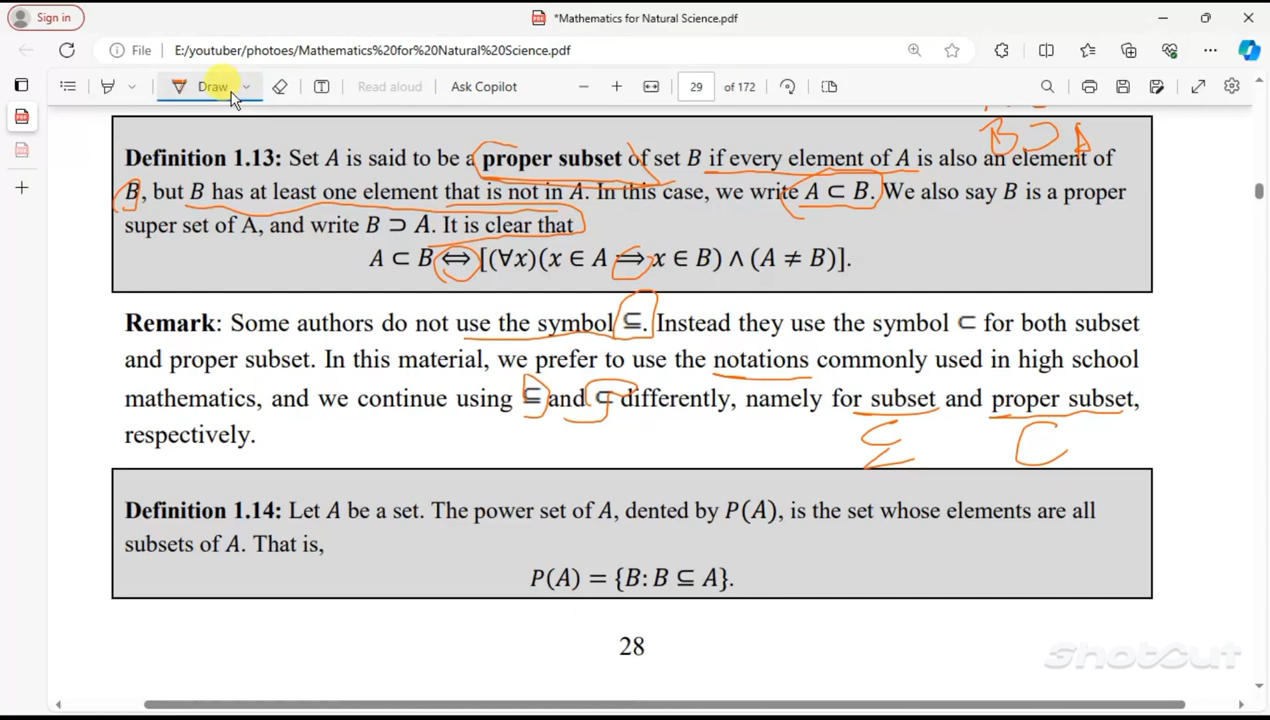 Sign in
*Mathematics for Natural Science.pdf
File E:/youtuber/photoes/Mathematics%20for%20Natural%20Science.pdf
Draw Read aloud Ask Copilot 29 of 172
B ⊃ A
Definition 1.13: Set A is said to be a proper subset of set B if every element of A is also an element of
B, but B has at least one element that is not in A. In this case, we write A ⊂ B. We also say B is a proper
super set of A, and write B ⊃ A. It is clear that
A ⊂ B ⟺ [(∀x)(x ∈ A ⟹ x ∈ B) ∧ (A ≠ B)].
Remark: Some authors do not use the symbol ⊆. Instead they use the symbol ⊂ for both subset
and proper subset. In this material, we prefer to use the notations commonly used in high school
mathematics, and we continue using ⊆ and ⊂ differently, namely for subset and proper subset,
respectively.
⊆ ⊂
Definition 1.14: Let A be a set. The power set of A, dented by P(A), is the set whose elements are all
subsets of A. That is,
P(A) = {B: B ⊆ A}.
28
Shotcut